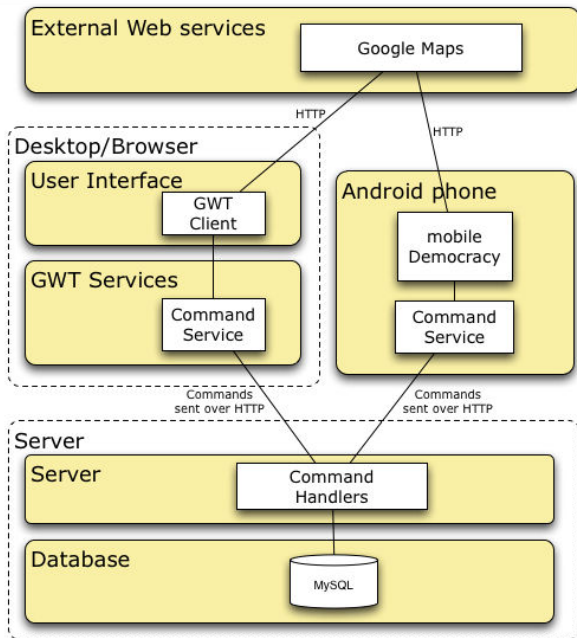 External Web services
Google Maps
HTTP
HTTP
Desktop/Browser
User Interface
GWT
Client
Android phone
mobile
Democracy
GWT Services
Command
Service
Command
Service
Commands
sent over HTTP
Commands
sent over HTTP
Server
Server
Command
Handlers
Database
MySQL